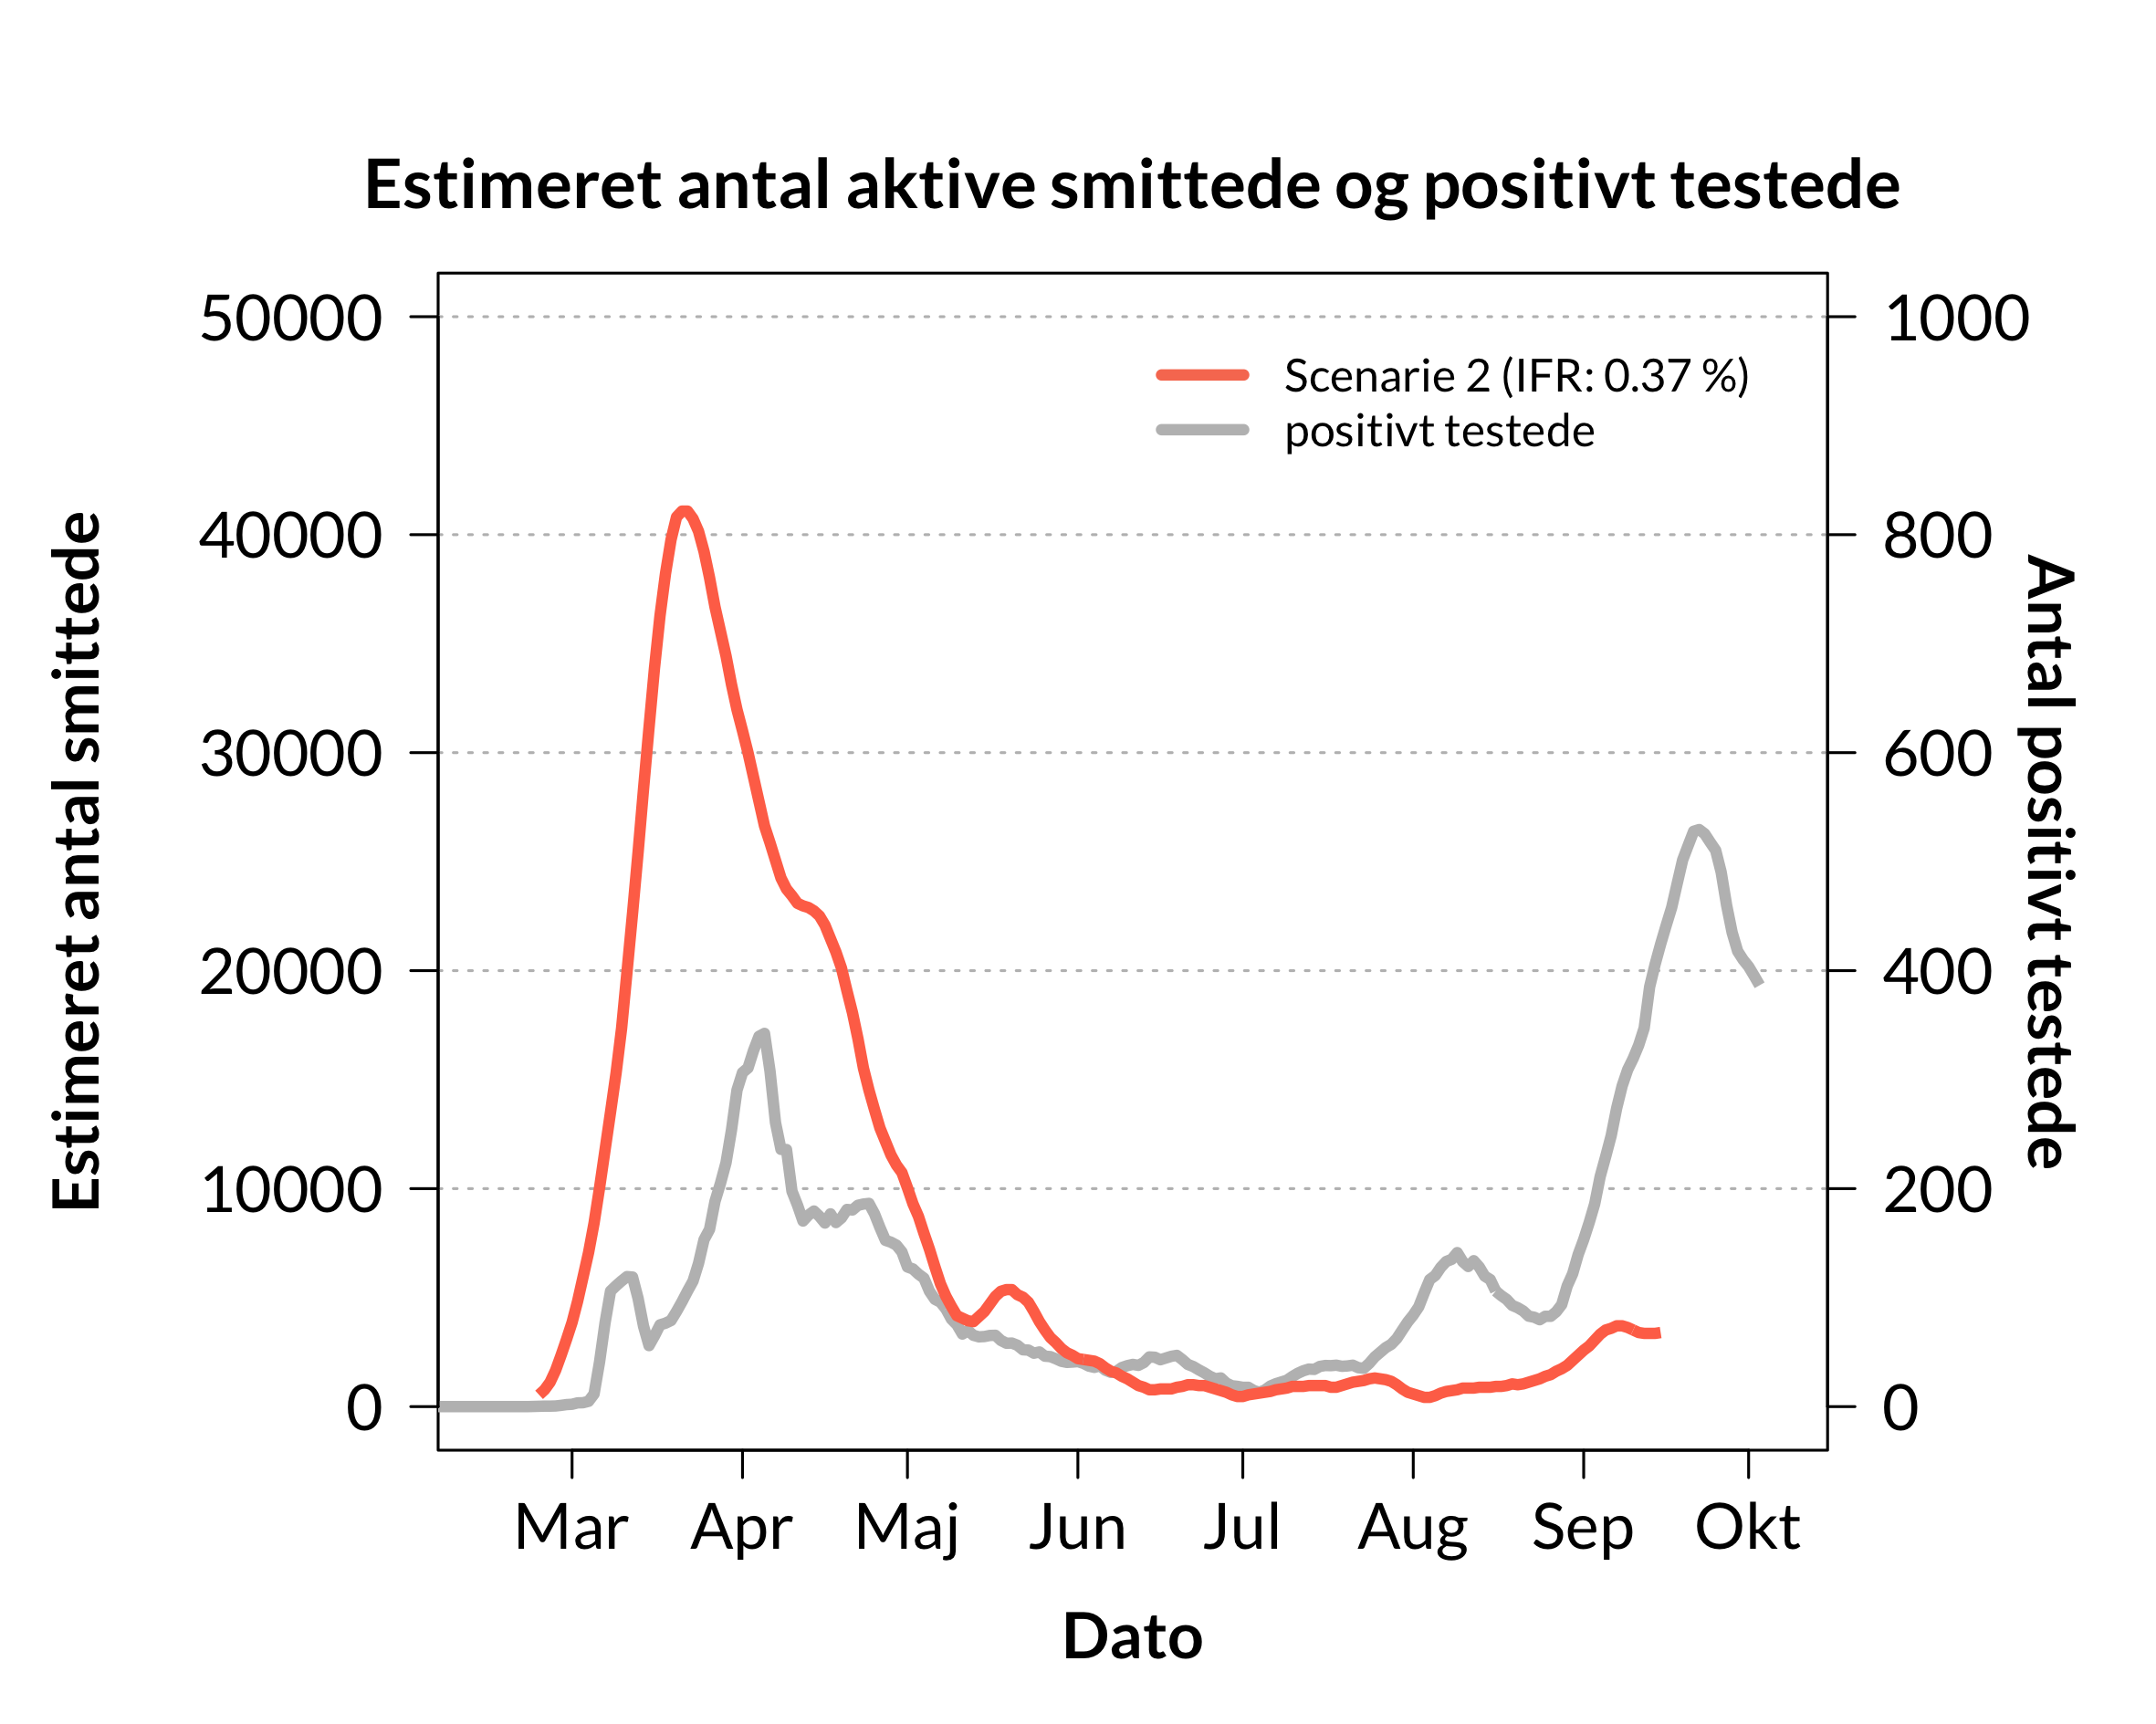 Estimeret antal aktive smittede og positivt testede
Estimeret antal smittede
50000
40000
30000
20000
10000
0
Scenarie 2 (IFR: 0.37 %)
positivt testede
1000
800
600
400
200
0
Antal positivt testede
Mar Apr Maj Jun Jul Aug Sep Okt
Dato